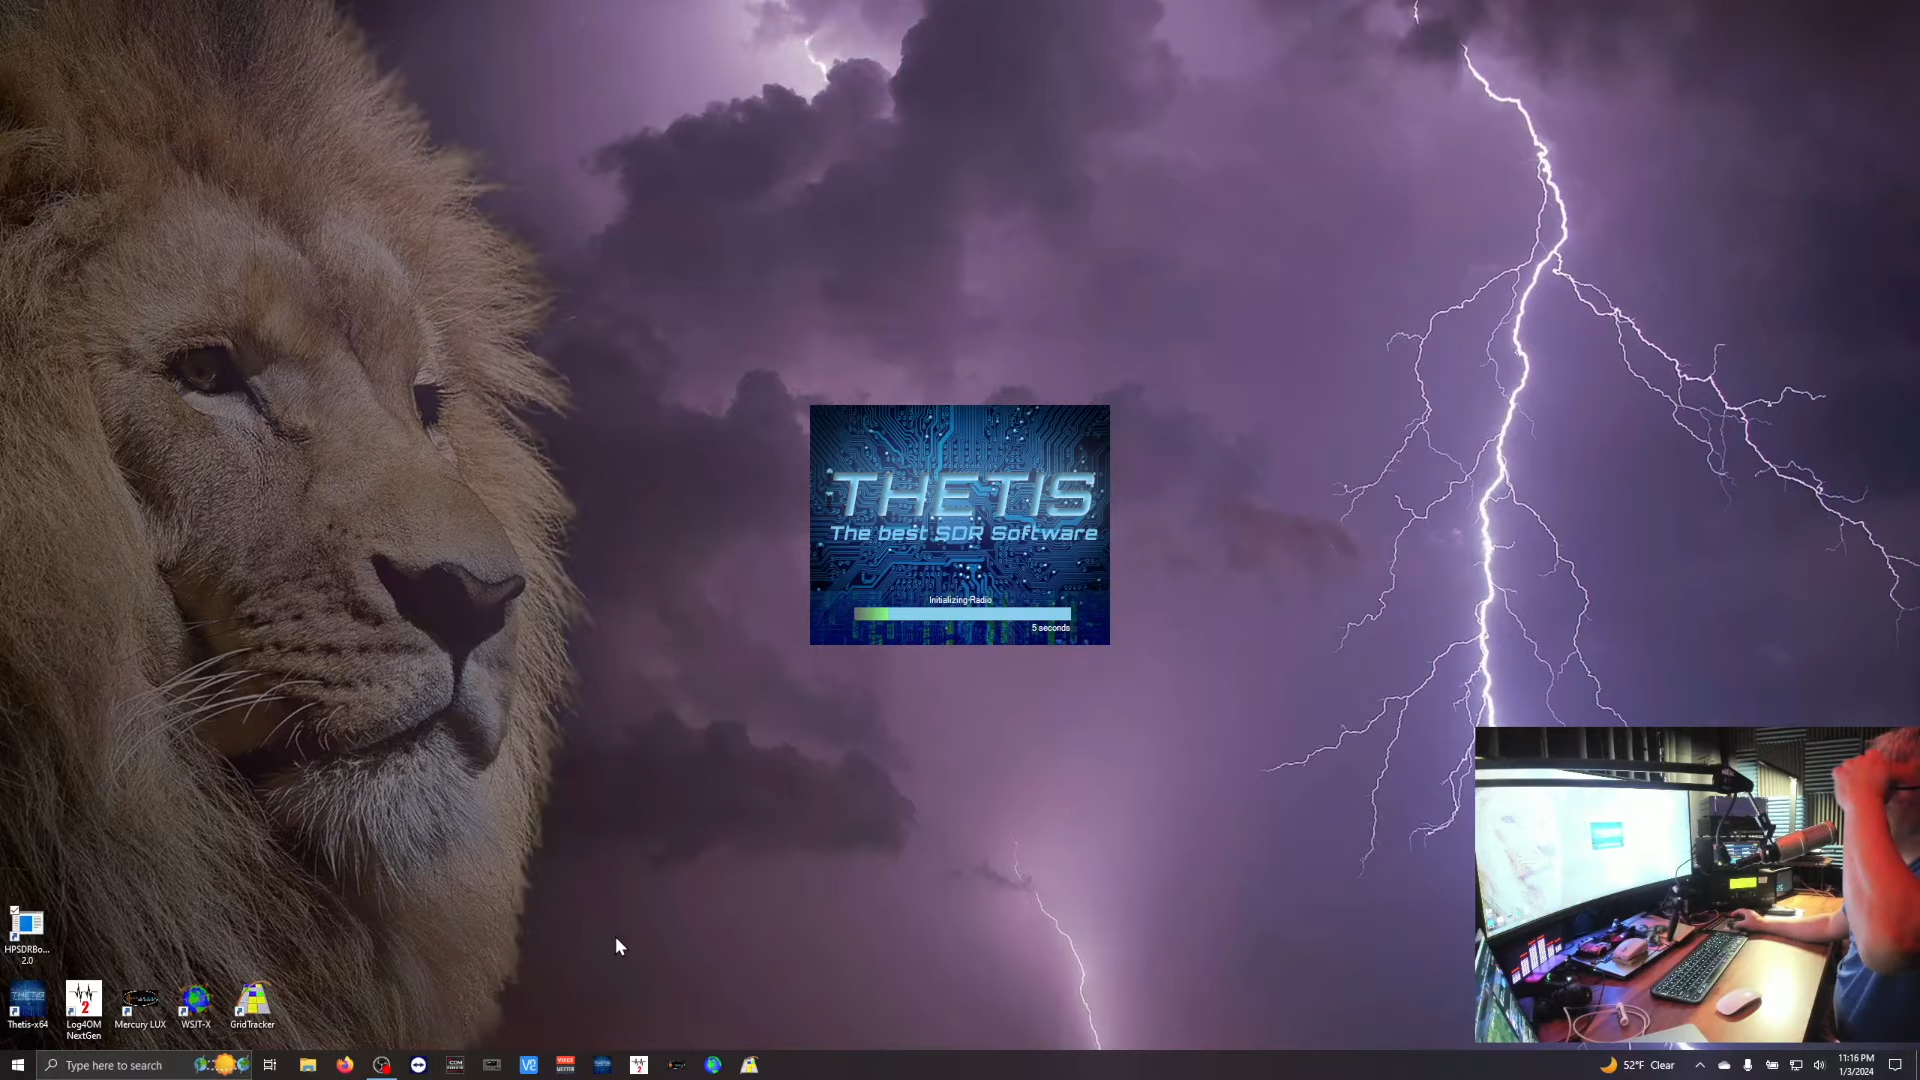 THETIS
The best SDR Software
Initializing Radio
5 seconds
HPSDRBo...
2.0
Thetis-x64
Log4OM
NextGen
Mercury LUX
WSJT-X
GridTracker
Type here to search
52°F Clear
11:16 PM
1/3/2024